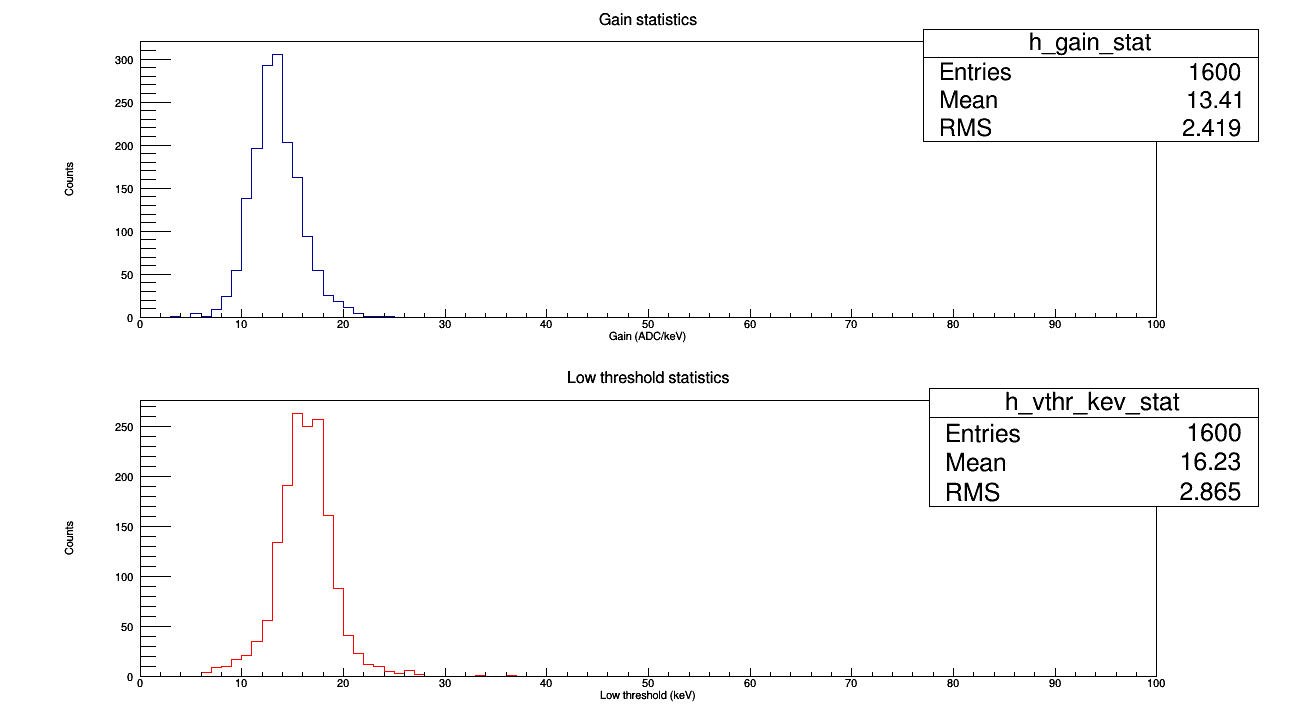 Gain statistics
h_gain_stat
Entries 1600
Mean 13.41
RMS 2.419
300
250
200
150
100
50
0
Counts
0 10 20 30 40 50 60 70 80 90 100
Gain (ADC/keV)
Low threshold statistics
h_vthr_kev_stat
Entries 1600
Mean 16.23
RMS 2.865
250
200
150
100
50
0
Counts
0 10 20 30 40 50 60 70 80 90 100
Low threshold (keV)